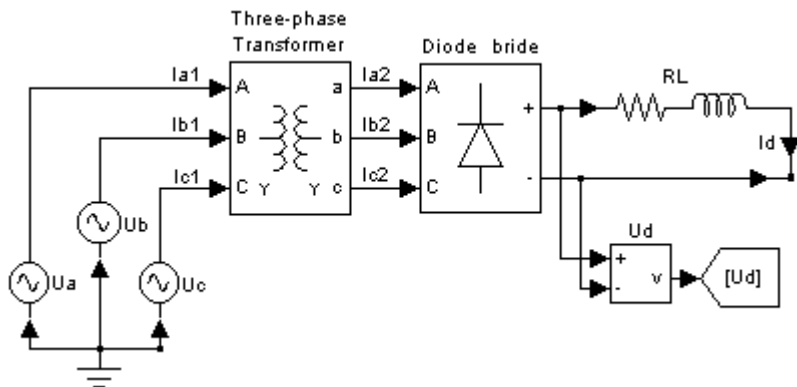 Three-phase
Transformer
Diode bride
Ia1
A
a
Ia2
A
+
RL
Ib1
B
b
Ib2
B
Id
Ic1
C
Y
Y
c
Ic2
C
-
Ub
Ud
Ua
Uc
+
-
v
[Ud]